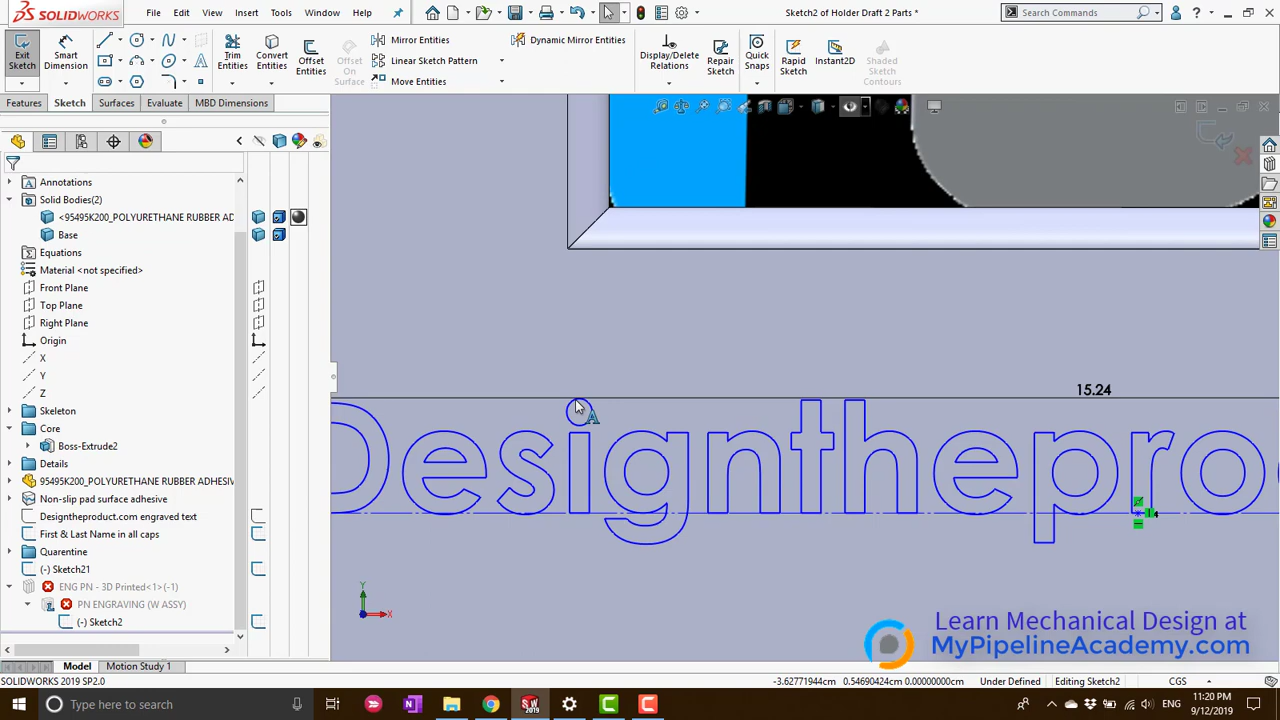 SOLIDWORKS
File
Edit
View
Insert
Tools
Window
Help
Sketch2 of Holder Draft 2 Parts *
Search Commands
Exit Sketch
Smart Dimension
Trim Entities
Convert Entities
Offset Entities
Offset On Surface
Mirror Entities
Linear Sketch Pattern
Move Entities
Dynamic Mirror Entities
Display/Delete Relations
Repair Sketch
Quick Snaps
Rapid Sketch
Instant2D
Shaded Sketch Contours
Features
Sketch
Surfaces
Evaluate
MBD Dimensions
Annotations
Solid Bodies(2)
<95495K200_POLYURETHANE RUBBER AD
Base
Equations
Material <not specified>
Front Plane
Top Plane
Right Plane
Origin
X
Y
Z
Skeleton
Core
Boss-Extrude2
Details
95495K200_POLYURETHANE RUBBER ADHESIV
Non-slip pad surface adhesive
Designtheproduct.com engraved text
First & Last Name in all caps
Quarentine
(-) Sketch21
ENG PN - 3D Printed<1>(-1)
PN ENGRAVING (W ASSY)
(-) Sketch2
15.24
Designthepro
Y
X
Learn Mechanical Design at
MyPipelineAcademy.com
Model
Motion Study 1
SOLIDWORKS 2019 SP2.0
-3.62771944cm
0.54690424cm 0.00000000cm
Under Defined
Editing Sketch2
CGS
Type here to search
ENG
11:20 PM
9/12/2019